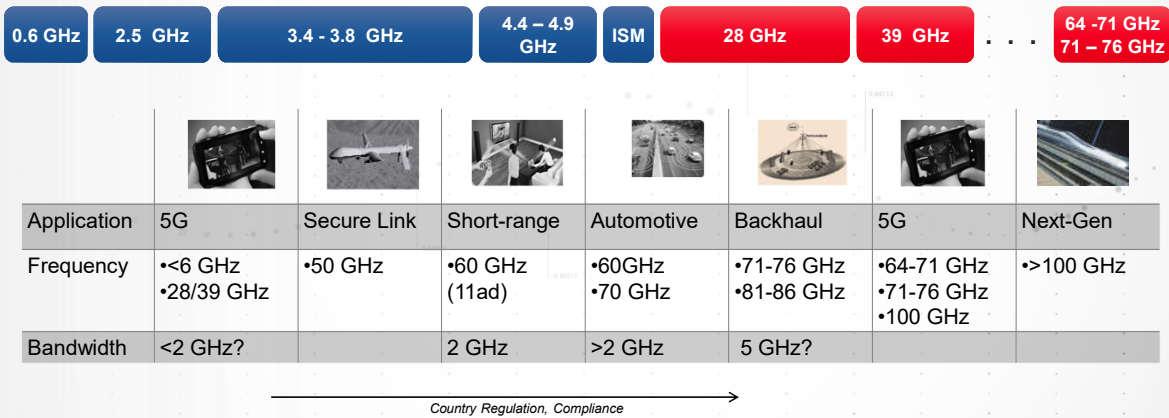 0.6 GHz
2.5 GHz
3.4 - 3.8 GHz
4.4 – 4.9
GHz
ISM
28 GHz
39 GHz
. . .
64 -71 GHz
71 – 76 GHz
Application
5G
Secure Link
Short-range
Automotive
Backhaul
5G
Next-Gen
Frequency
•<6 GHz
•28/39 GHz
•50 GHz
•60 GHz
(11ad)
•60GHz
•70 GHz
•71-76 GHz
•81-86 GHz
•64-71 GHz
•71-76 GHz
•100 GHz
•>100 GHz
Bandwidth
<2 GHz?
2 GHz
>2 GHz
5 GHz?
Country Regulation, Compliance